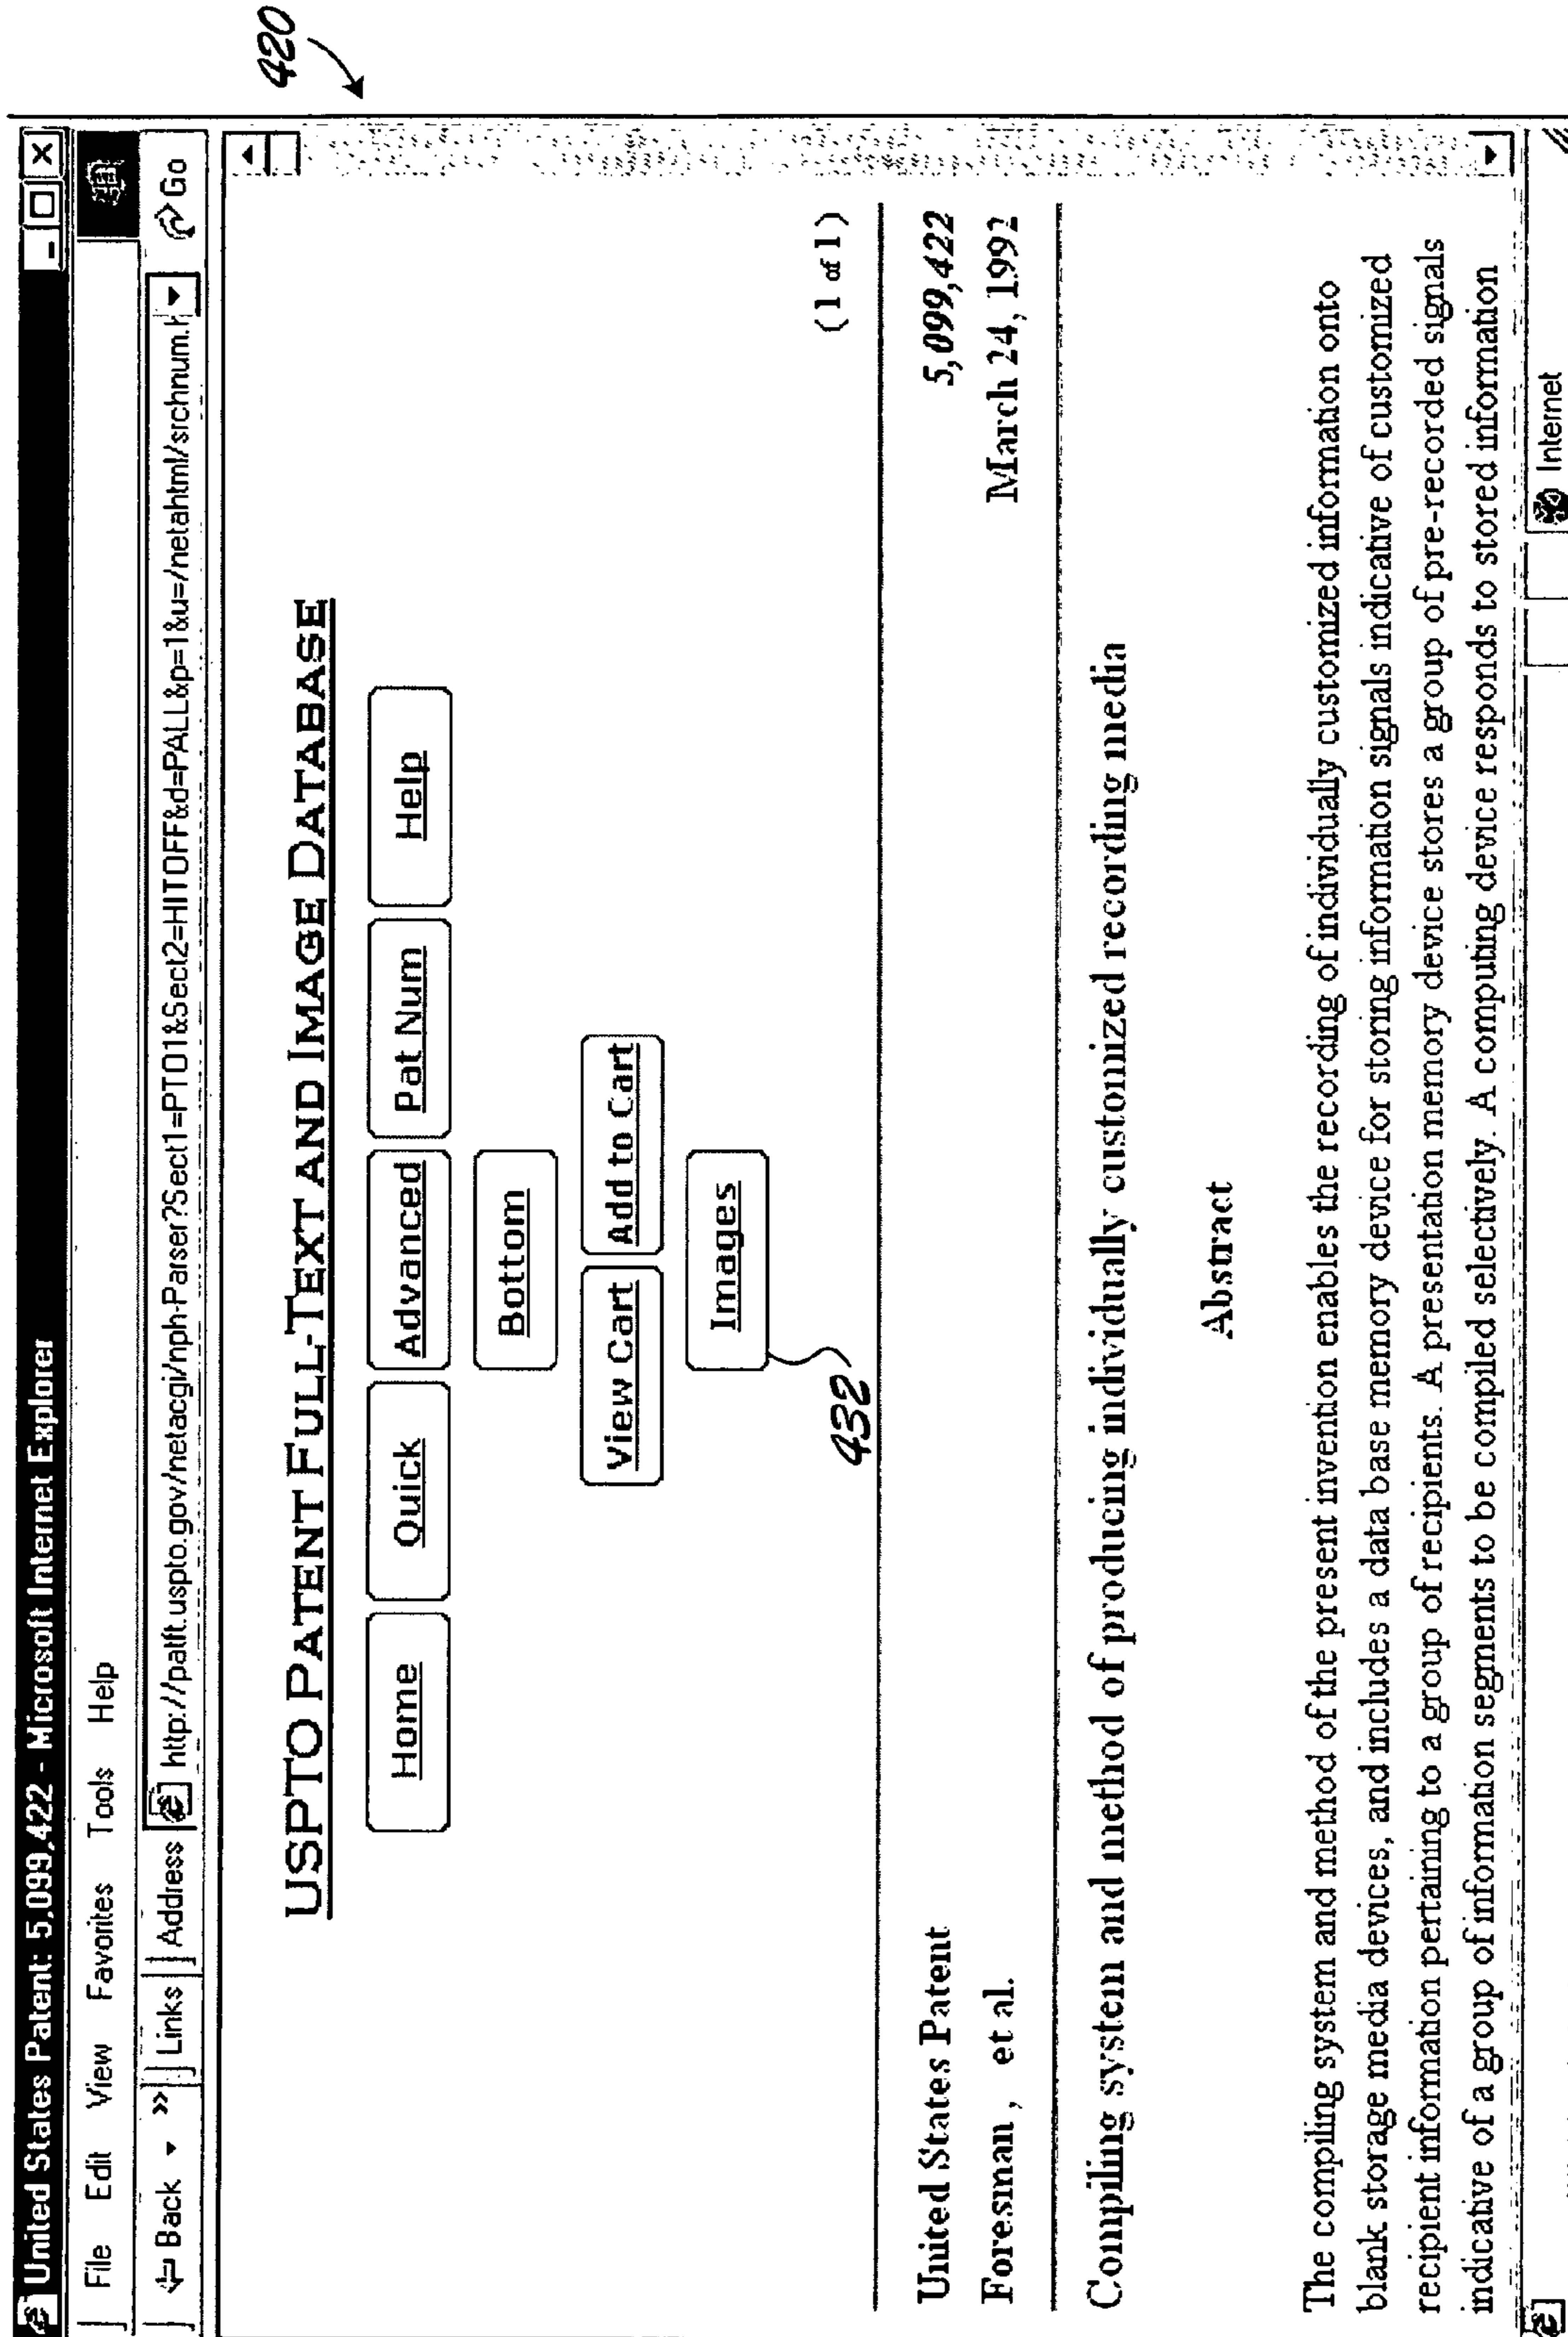 420
United States Patent: 5,099,422 - Microsoft Internet Explorer
File Edit View Favorites Tools Help
Back » Links Address http://patft.uspto.gov/netacgi/nph-Parser?Sect1=PTO1&Sect2=HITOFF&d=PALL&p=1&u=/netahtml/srchnum.h Go
USPTO PATENT FULL-TEXT AND IMAGE DATABASE
Home Quick Advanced Pat Num Help
Bottom
View Cart Add to Cart
Images
432
(1 of 1)
United States Patent 5,099,422
Foresman, et al. March 24, 1992
Compiling system and method of producing individually customized recording media
Abstract
The compiling system and method of the present invention enables the recording of individually customized information onto
blank storage media devices, and includes a data base memory device for storing information signals indicative of customized
recipient information pertaining to a group of recipients. A presentation memory device stores a group of pre-recorded signals
indicative of a group of information segments to be compiled selectively. A computing device responds to stored information
Internet